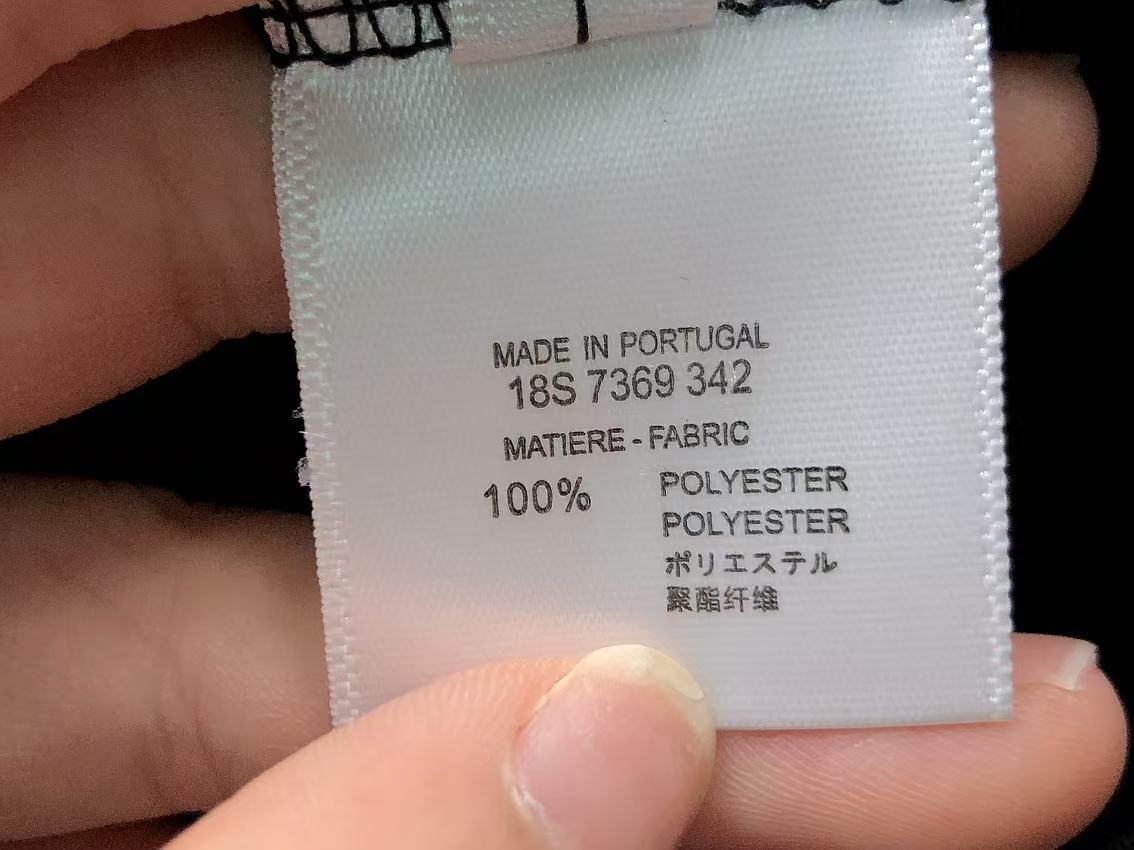 MADE IN PORTUGAL
18S 7369 342
MATIERE - FABRIC
100% POLYESTER
POLYESTER
ポリエステル
聚酯纤维